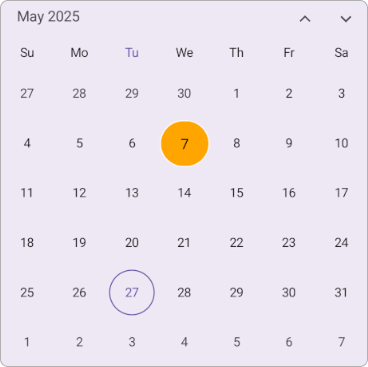 May 2025
Su Mo Tu We Th Fr Sa
27 28 29 30 1 2 3
4 5 6 7 8 9 10
11 12 13 14 15 16 17
18 19 20 21 22 23 24
25 26 27 28 29 30 31
1 2 3 4 5 6 7